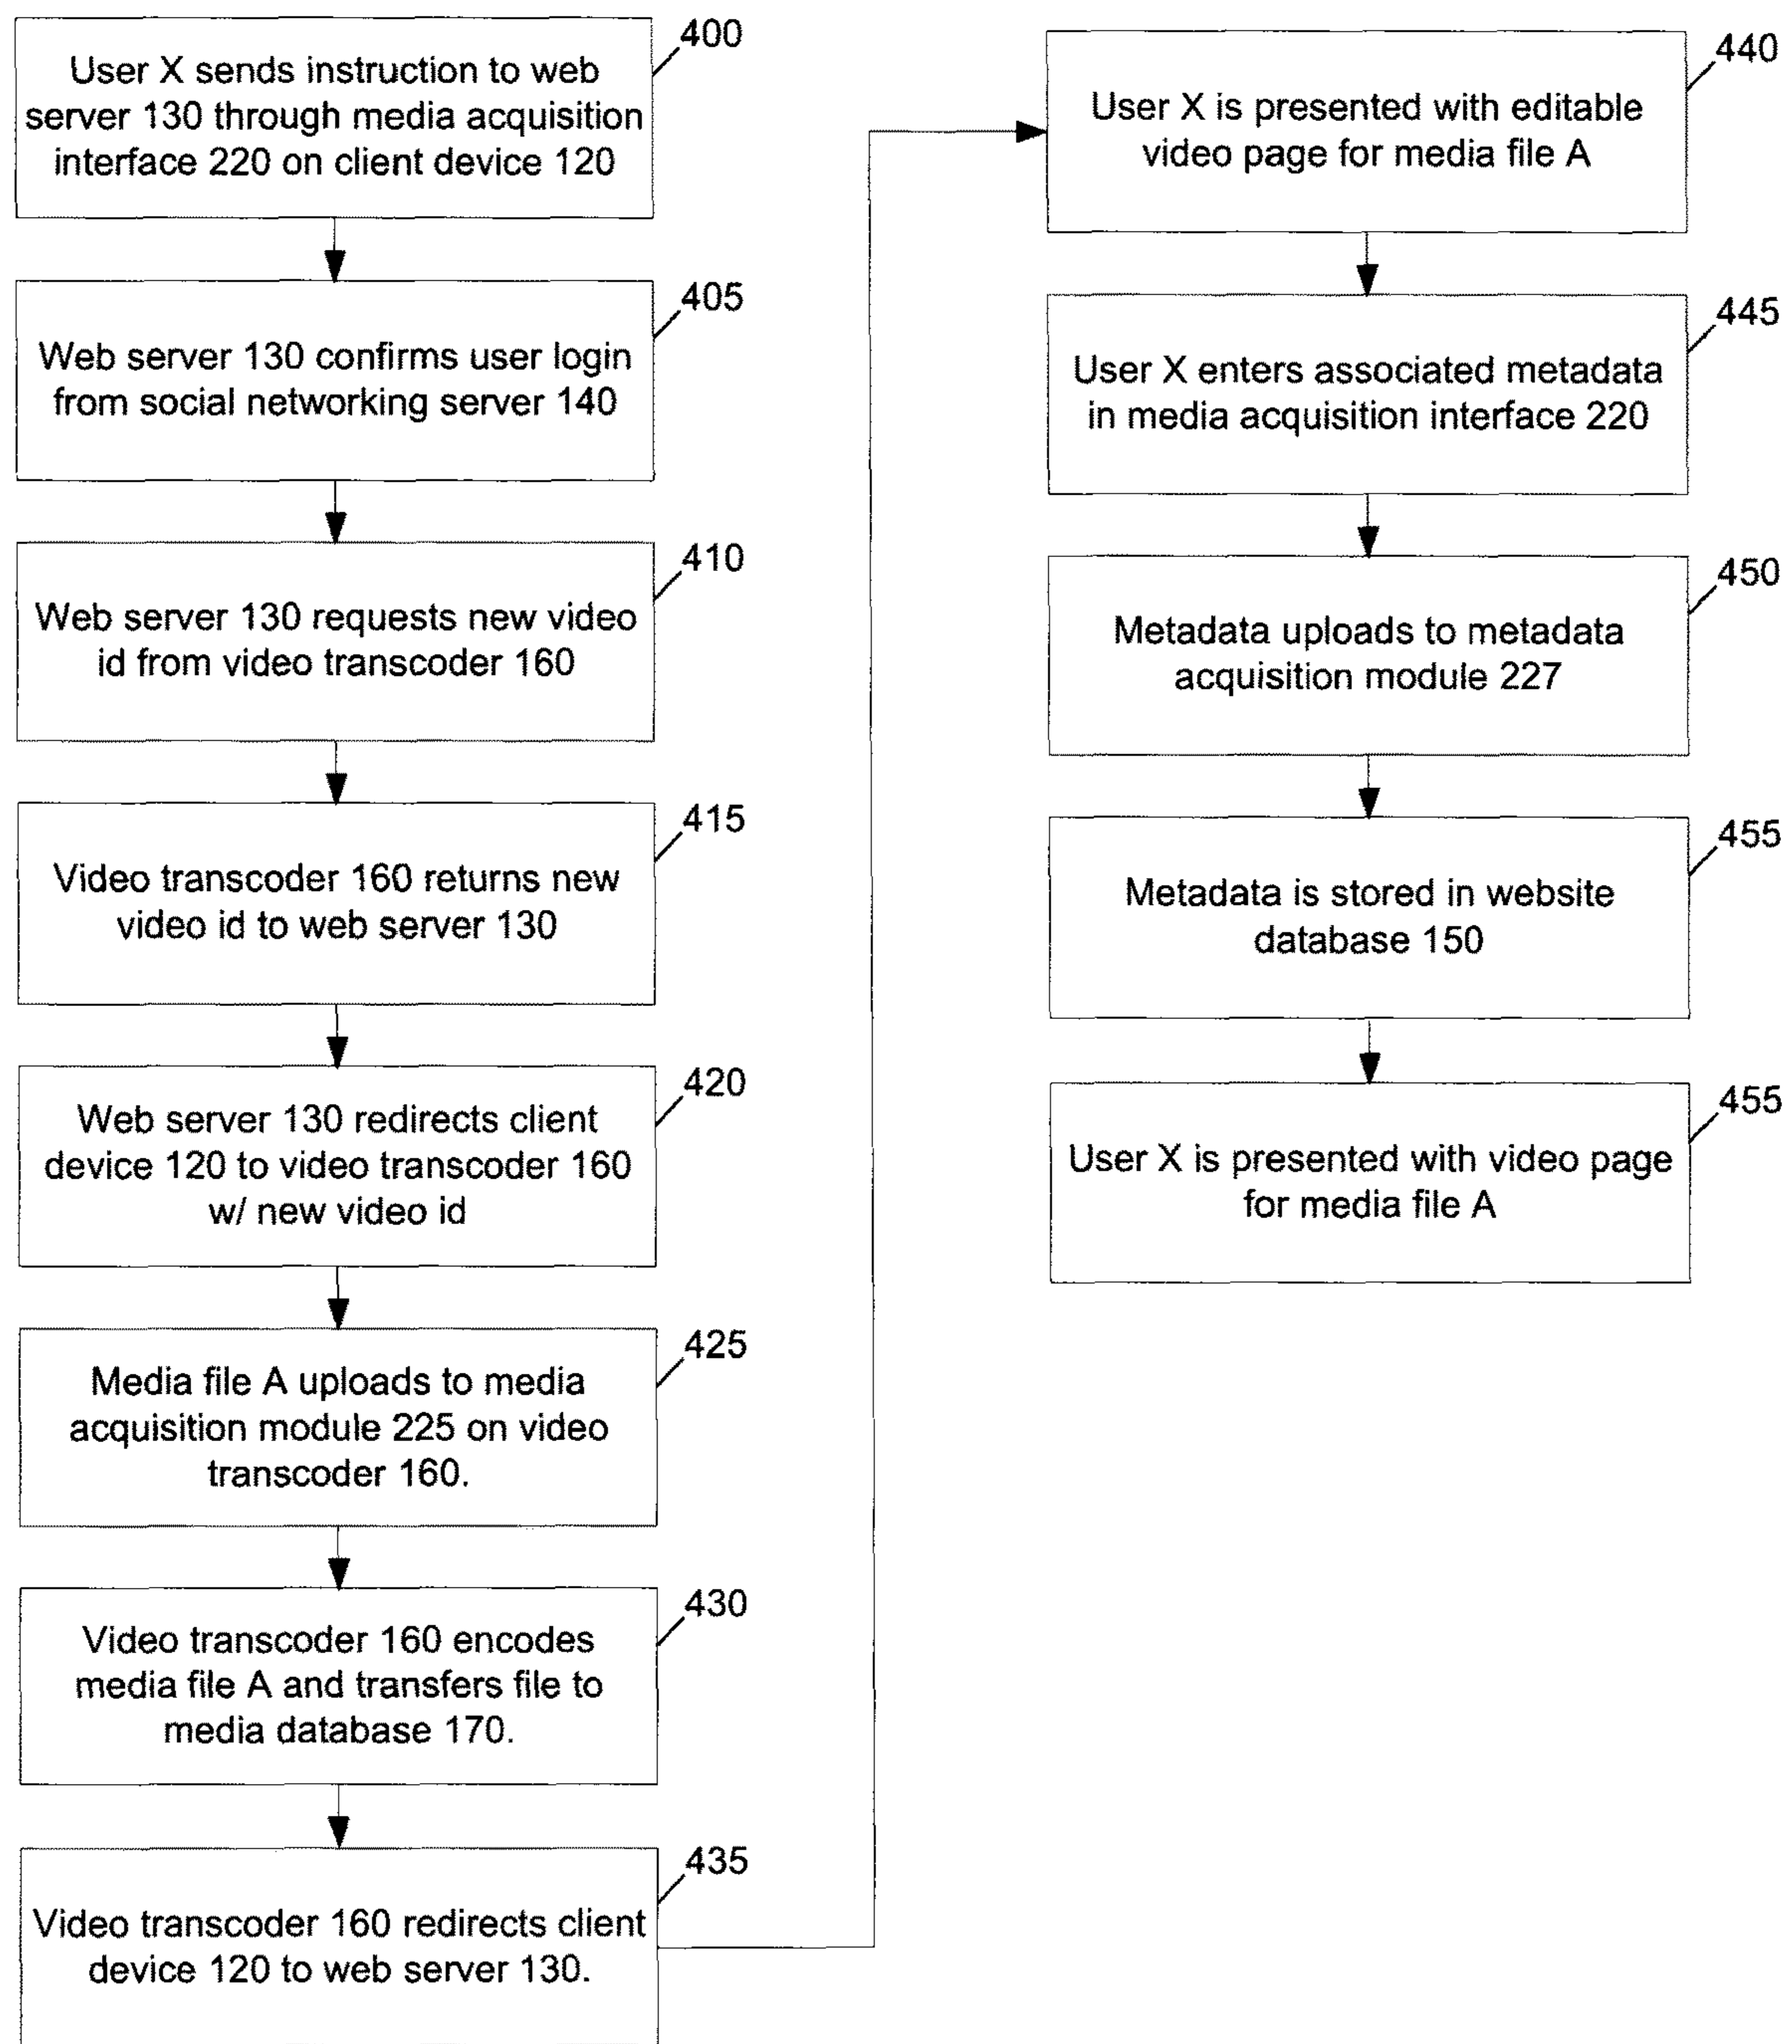 400
User X sends instruction to web
server 130 through media acquisition
interface 220 on client device 120
405
Web server 130 confirms user login
from social networking server 140
410
Web server 130 requests new video
id from video transcoder 160
415
Video transcoder 160 returns new
video id to web server 130
420
Web server 130 redirects client
device 120 to video transcoder 160
w/ new video id
425
Media file A uploads to media
acquisition module 225 on video
transcoder 160.
430
Video transcoder 160 encodes
media file A and transfers file to
media database 170.
435
Video transcoder 160 redirects client
device 120 to web server 130.
440
User X is presented with editable
video page for media file A
445
User X enters associated metadata
in media acquisition interface 220
450
Metadata uploads to metadata
acquisition module 227
455
Metadata is stored in website
database 150
455
User X is presented with video page
for media file A